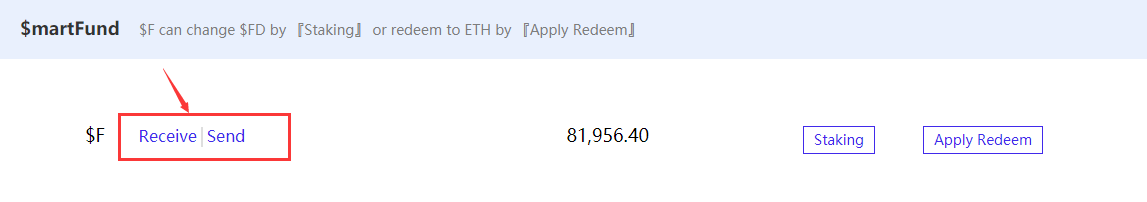 $martFund $F can change $FD by 『Staking』 or redeem to ETH by 『Apply Redeem』
$F Receive | Send 81,956.40 Staking Apply Redeem